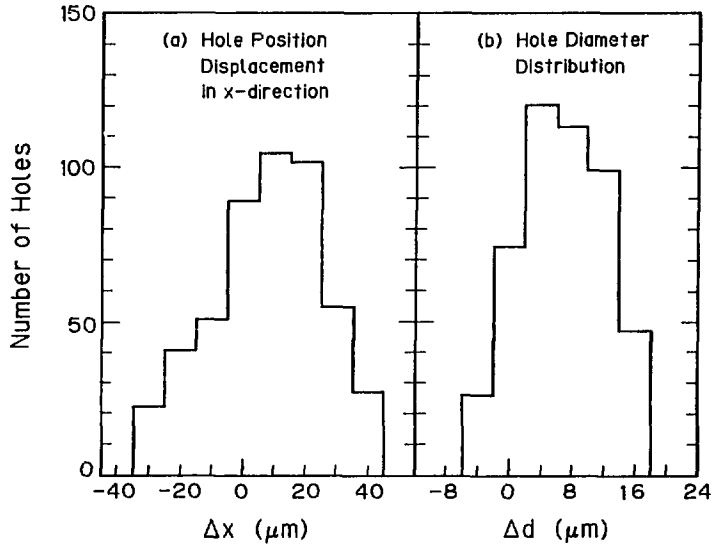 150
(a) Hole Position
Displacement
in x-direction
(b) Hole Diameter
Distribution
100
50
0
Number of Holes
-40 -20 0 20 40
-8 0 8 16 24
Δx (μm)
Δd (μm)